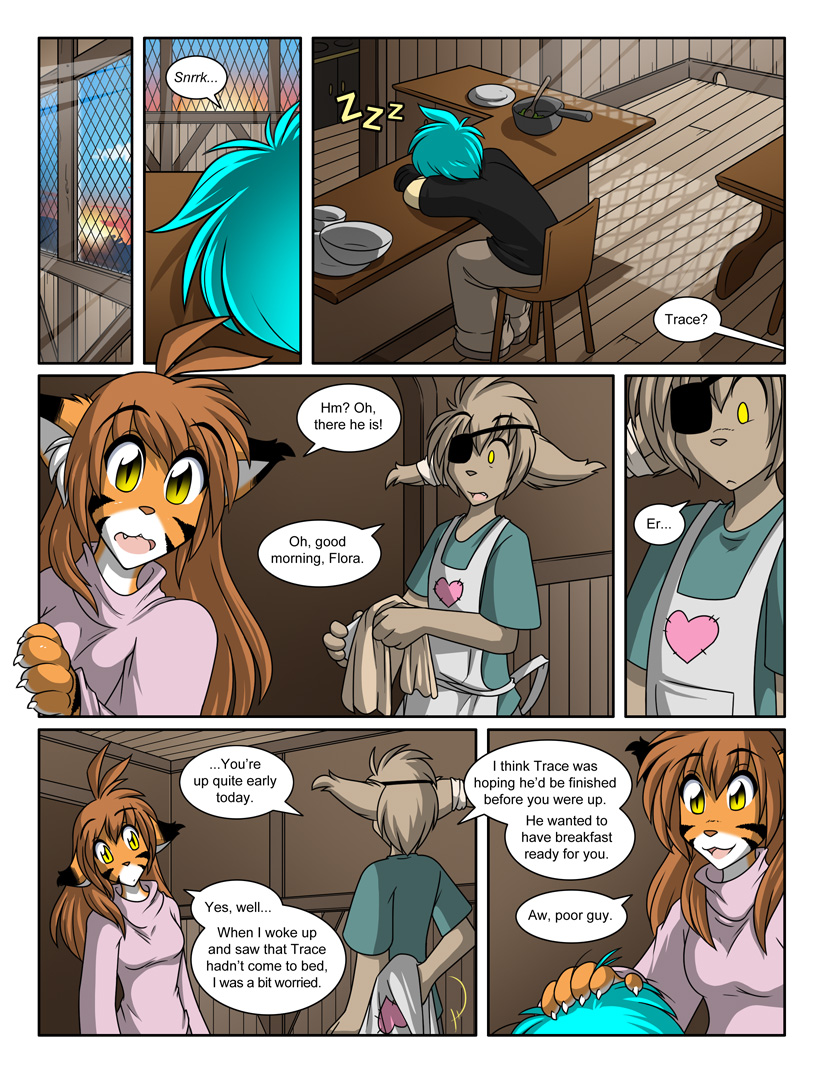 Snrrk...
Z Z Z
Trace?
Hm? Oh,
there he is!
Oh, good
morning, Flora.
Er...
...You're
up quite early
today.
Yes, well...
When I woke up
and saw that Trace
hadn't come to bed,
I was a bit worried.
I think Trace was
hoping he'd be finished
before you were up.
He wanted to
have breakfast
ready for you.
Aw, poor guy.